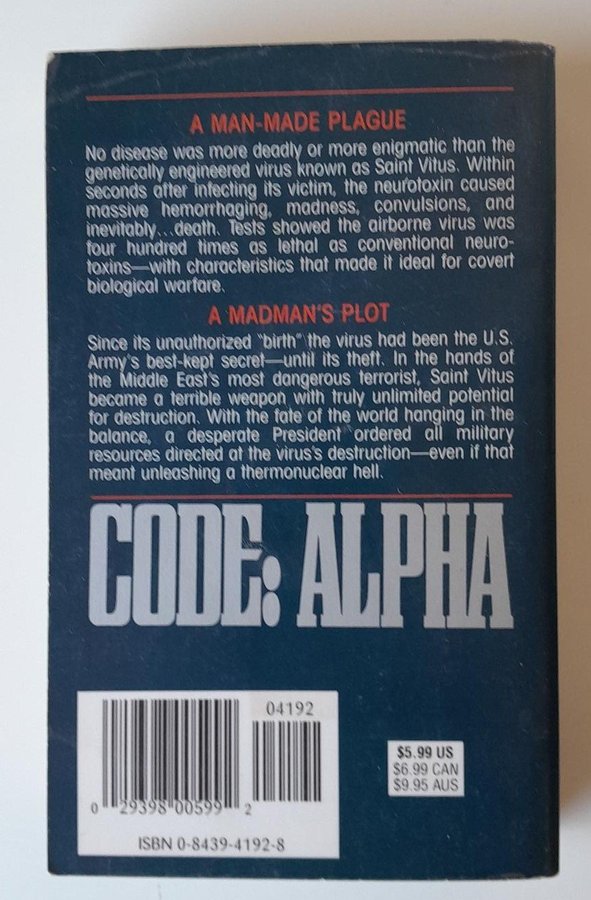 A MAN-MADE PLAGUE
No disease was more deadly or more enigmatic than the
genetically engineered virus known as Saint Vitus. Within
seconds after infecting its victim, the neurotoxin caused
massive hemorrhaging, madness, convulsions, and
inevitably...death. Tests showed the airborne virus was
four hundred times as lethal as conventional neuro-
toxins—with characteristics that made it ideal for covert
biological warfare.
A MADMAN'S PLOT
Since its unauthorized "birth" the virus had been the U.S.
Army's best-kept secret—until its theft. In the hands of
the Middle East's most dangerous terrorist, Saint Vitus
became a terrible weapon with truly unlimited potential
for destruction. With the fate of the world hanging in the
balance, a desperate President ordered all military
resources directed at the virus's destruction—even if that
meant unleashing a thermonuclear hell.
CODE: ALPHA
04192
0 29398 00599 2
ISBN 0-8439-4192-8
$5.99 US
$6.99 CAN
$9.95 AUS